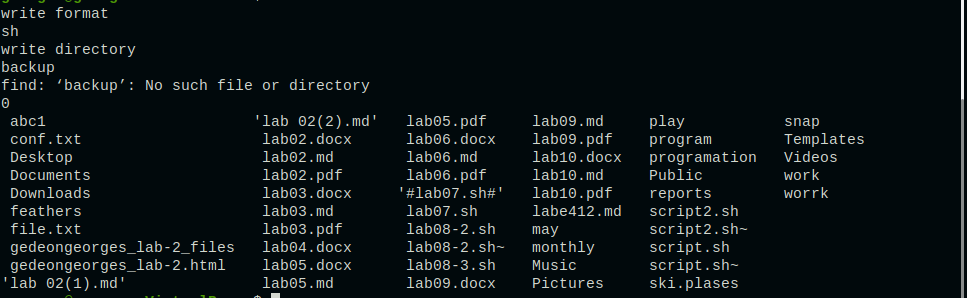 write format
sh
write directory
backup
find: ‘backup’: No such file or directory
0
abc1 'lab 02(2).md' lab05.pdf lab09.md play snap
conf.txt lab02.docx lab06.docx lab09.pdf program Templates
Desktop lab02.md lab06.md lab10.docx programation Videos
Documents lab02.pdf lab06.pdf lab10.md Public work
Downloads lab03.docx '#lab07.sh#' lab10.pdf reports worrk
feathers lab03.md lab07.sh labe412.md script2.sh
file.txt lab03.pdf lab08-2.sh may script2.sh~
gedeongeorges_lab-2_files lab04.docx lab08-2.sh~ monthly script.sh
gedeongeorges_lab-2.html lab05.docx lab08-3.sh Music script.sh~
'lab 02(1).md' lab05.md lab09.docx Pictures ski.plases
$